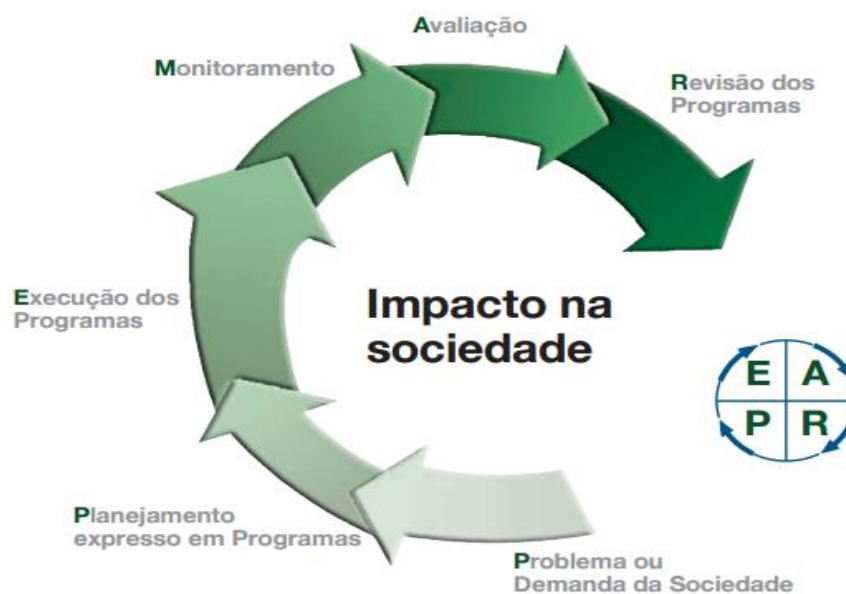 Avaliação
Monitoramento
Revisão dos
Programas
Execução dos
Programas
Impacto na
sociedade
E A
P R
Planejamento
expresso em Programas
Problema ou
Demanda da Sociedade